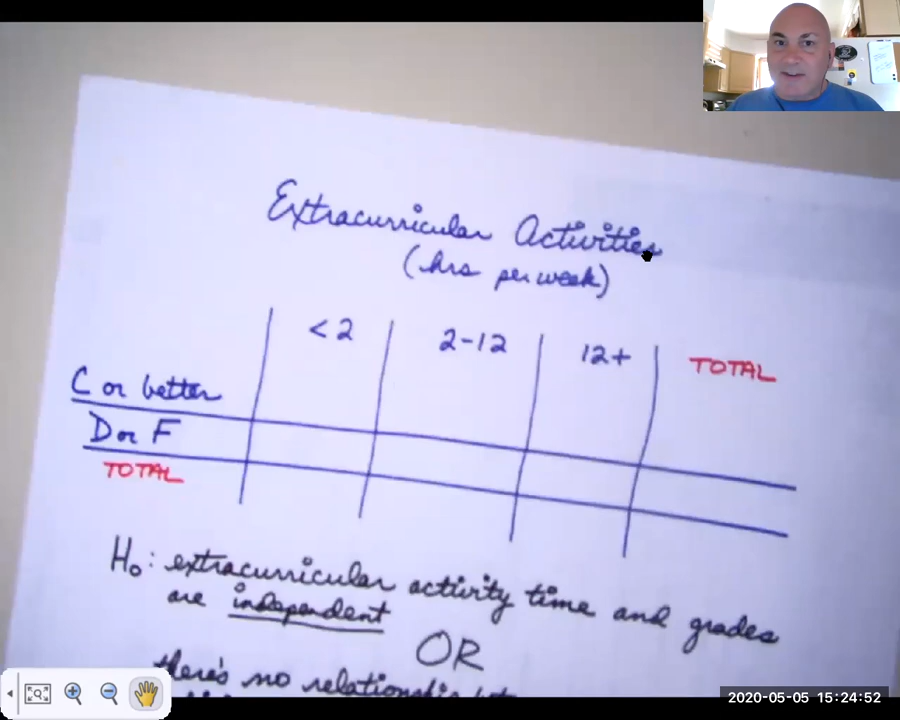 Extracurricular Activities
(hrs per week)
<2 2-12 12+ TOTAL
C or better
D or F
TOTAL
H₀: extracurricular activity time and grades
are independent
OR
there's no relationship
2020-05-05 15:24:52